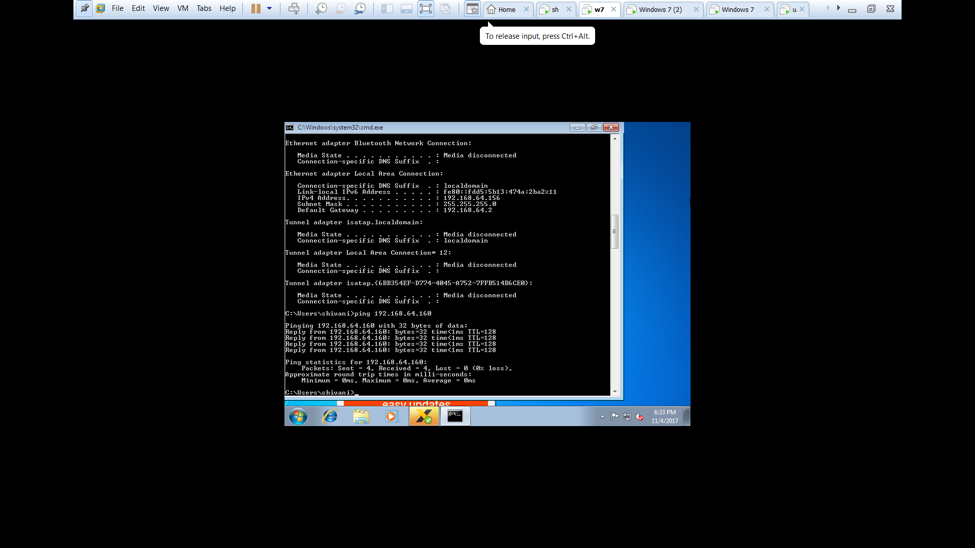 File Edit View VM Tabs Help
Home sh w7 Windows 7 (2) Windows 7 u.
To release input, press Ctrl+Alt.
C:\Windows\system32\cmd.exe
Ethernet adapter Bluetooth Network Connection:
Media State . . . . . . . . . . . : Media disconnected
Connection-specific DNS Suffix . :
Ethernet adapter Local Area Connection:
Connection-specific DNS Suffix . : localdomain
Link-local IPv6 Address . . . . . : fe80::fdd5:5b13:474a:2ba2%11
IPv4 Address. . . . . . . . . . . : 192.168.64.156
Subnet Mask . . . . . . . . . . . : 255.255.255.0
Default Gateway . . . . . . . . . : 192.168.64.2
Tunnel adapter isatap.localdomain:
Media State . . . . . . . . . . . : Media disconnected
Connection-specific DNS Suffix . : localdomain
Tunnel adapter Local Area Connection* 12:
Media State . . . . . . . . . . . : Media disconnected
Connection-specific DNS Suffix . :
Tunnel adapter isatap.{6BB354EF-D774-4045-A752-7FFB514B6CE0}:
Media State . . . . . . . . . . . : Media disconnected
Connection-specific DNS Suffix . :
C:\Users\shivani>ping 192.168.64.160
Pinging 192.168.64.160 with 32 bytes of data:
Reply from 192.168.64.160: bytes=32 time<1ms TTL=128
Reply from 192.168.64.160: bytes=32 time<1ms TTL=128
Reply from 192.168.64.160: bytes=32 time<1ms TTL=128
Reply from 192.168.64.160: bytes=32 time<1ms TTL=128
Ping statistics for 192.168.64.160:
Packets: Sent = 4, Received = 4, Lost = 0 (0% loss),
Approximate round trip times in milli-seconds:
Minimum = 0ms, Maximum = 0ms, Average = 0ms
C:\Users\shivani>_
easy updates
6:33 PM
11/4/2017